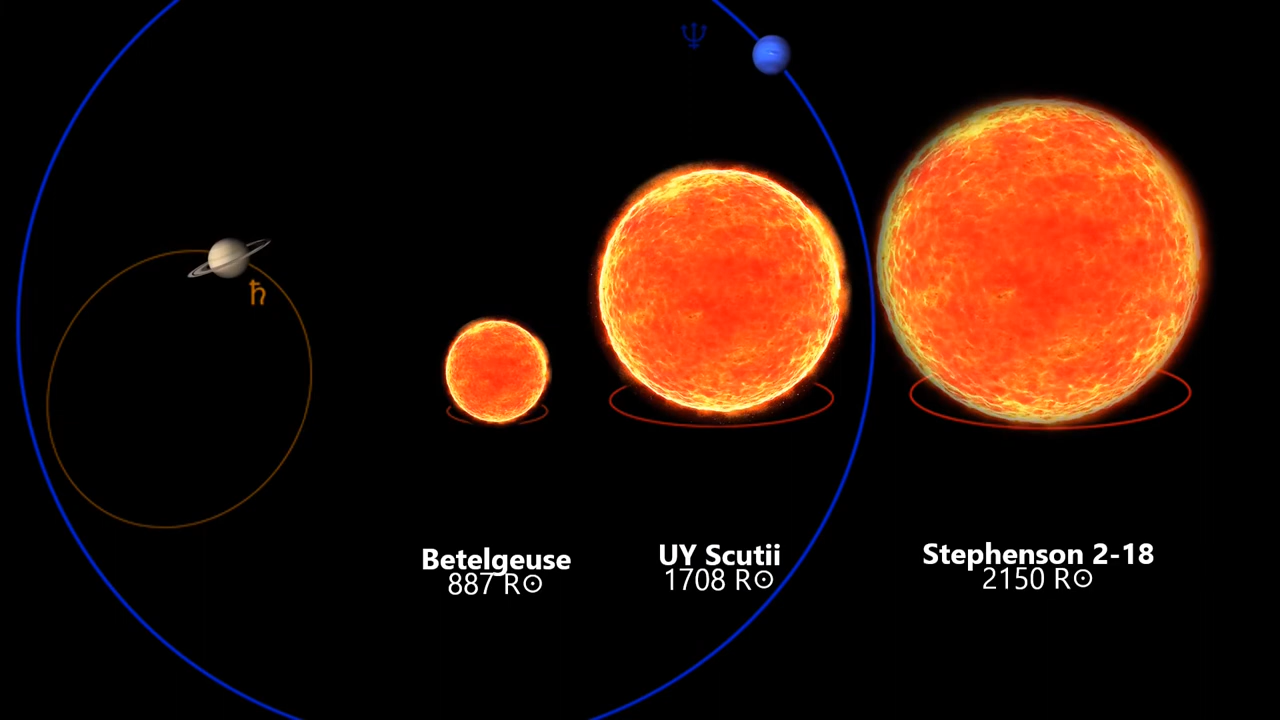 ♆
♄
Betelgeuse
887 R☉
UY Scutii
1708 R☉
Stephenson 2-18
2150 R☉